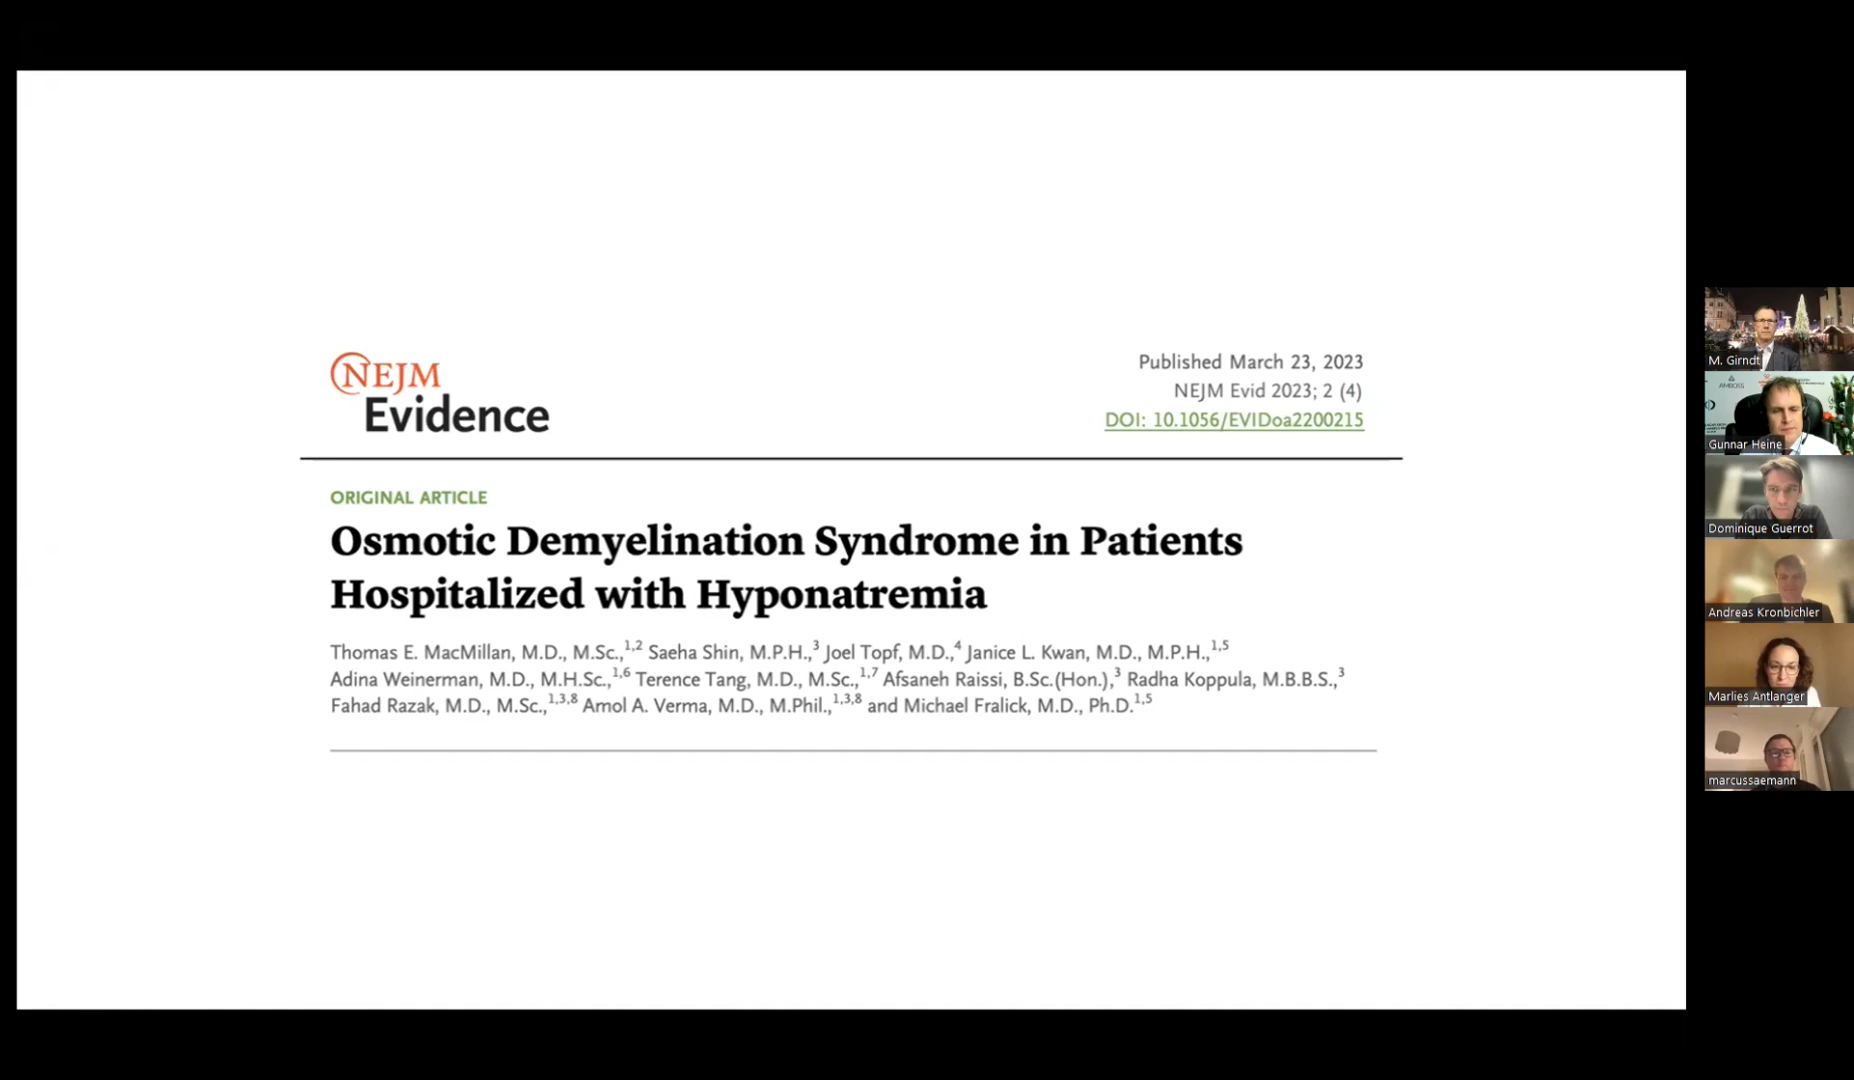 NEJM
Evidence
Published March 23, 2023
NEJM Evid 2023; 2 (4)
DOI: 10.1056/EVIDoa2200215
ORIGINAL ARTICLE
Osmotic Demyelination Syndrome in Patients
Hospitalized with Hyponatremia
Thomas E. MacMillan, M.D., M.Sc.,1,2 Saeha Shin, M.P.H.,3 Joel Topf, M.D.,4 Janice L. Kwan, M.D., M.P.H.,1,5
Adina Weinerman, M.D., M.H.Sc.,1,6 Terence Tang, M.D., M.Sc.,1,7 Afsaneh Raissi, B.Sc.(Hon.),3 Radha Koppula, M.B.B.S.,3
Fahad Razak, M.D., M.Sc.,1,3,8 Amol A. Verma, M.D., M.Phil.,1,3,8 and Michael Fralick, M.D., Ph.D.1,5
M. Girndt
AMBOSS
Gunnar Heine
Dominique Guerrot
Andreas Kronbichler
Marlies Antlanger
marcussaemann